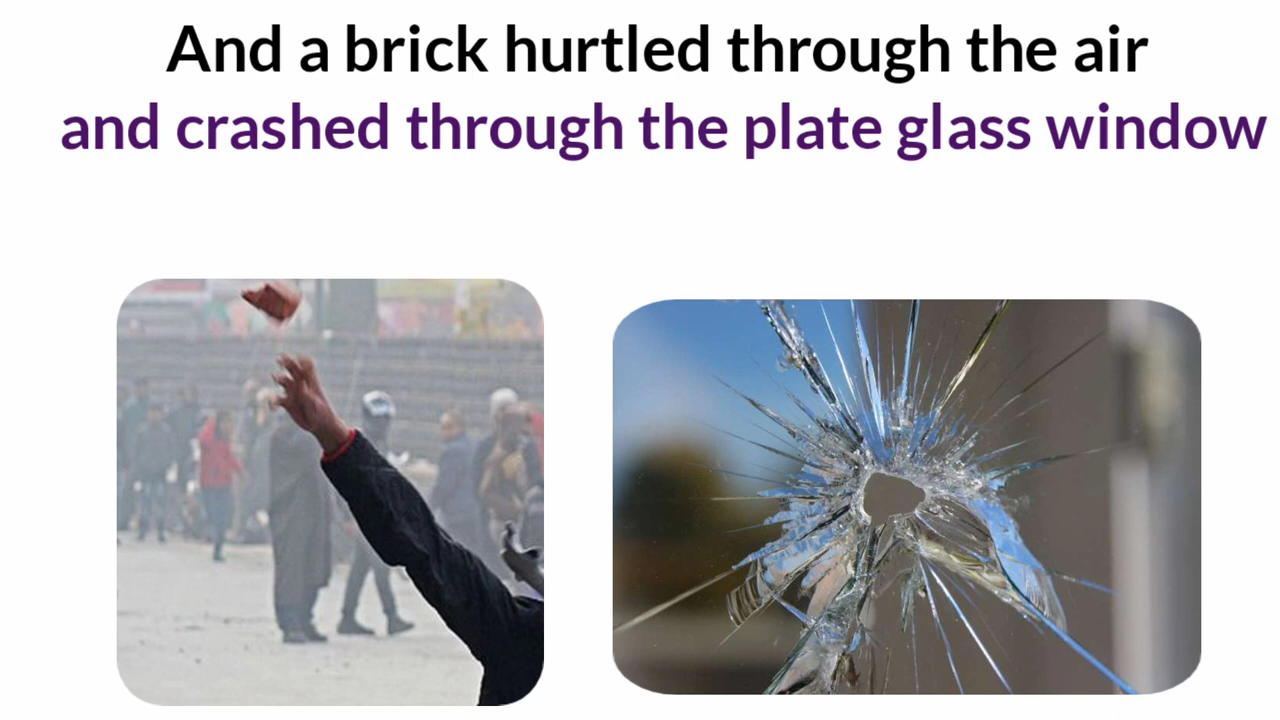 And a brick hurtled through the air
and crashed through the plate glass window